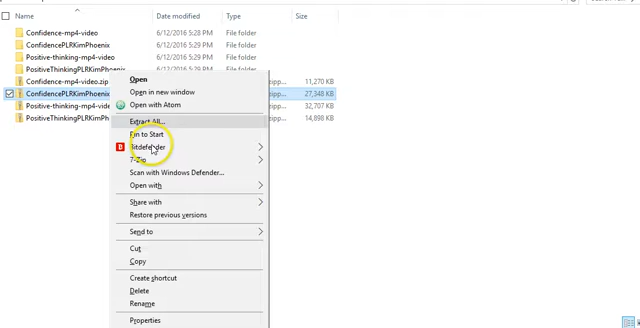 Name Date modified Type Size
Confidence-mp4-video 6/12/2016 5:28 PM File folder
ConfidencePLRKimPhoenix 6/12/2016 5:29 PM File folder
Positive-thinking-mp4-video 6/12/2016 5:29 PM File folder
PositiveThinkingPLRKimPhoenix 6/12/2016 5:29 PM File folder
Confidence-mp4-video.zip 11,270 KB
ConfidencePLRKimPhoenix 27,348 KB
Positive-thinking-mp4-vide 32,707 KB
PositiveThinkingPLRKimPh 14,898 KB
Open
Open in new window
Open with Atom
Extract All...
Pin to Start
Bitdefender
7-Zip
Scan with Windows Defender...
Open with
Share with
Restore previous versions
Send to
Cut
Copy
Create shortcut
Delete
Rename
Properties